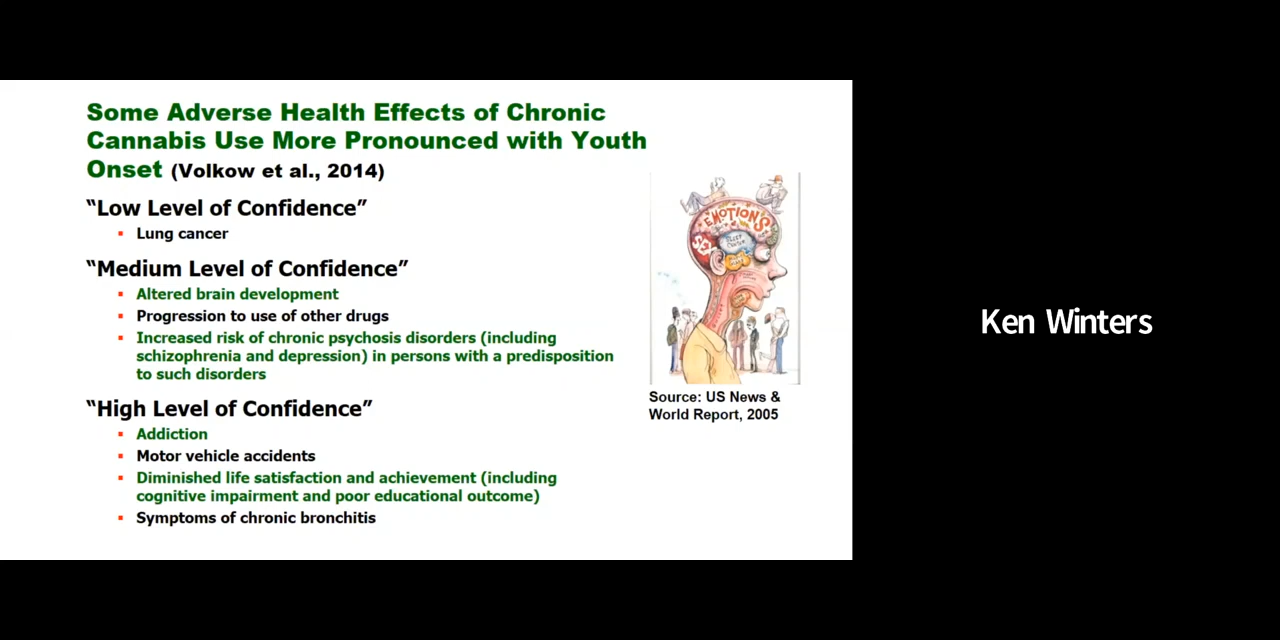 Some Adverse Health Effects of Chronic
Cannabis Use More Pronounced with Youth
Onset (Volkow et al., 2014)
“Low Level of Confidence”
▪ Lung cancer
“Medium Level of Confidence”
▪ Altered brain development
▪ Progression to use of other drugs
▪ Increased risk of chronic psychosis disorders (including
schizophrenia and depression) in persons with a predisposition
to such disorders
“High Level of Confidence”
▪ Addiction
▪ Motor vehicle accidents
▪ Diminished life satisfaction and achievement (including
cognitive impairment and poor educational outcome)
▪ Symptoms of chronic bronchitis
EMOTIONS
SEX
SLEEP
CENTER
Source: US News &
World Report, 2005
Ken Winters